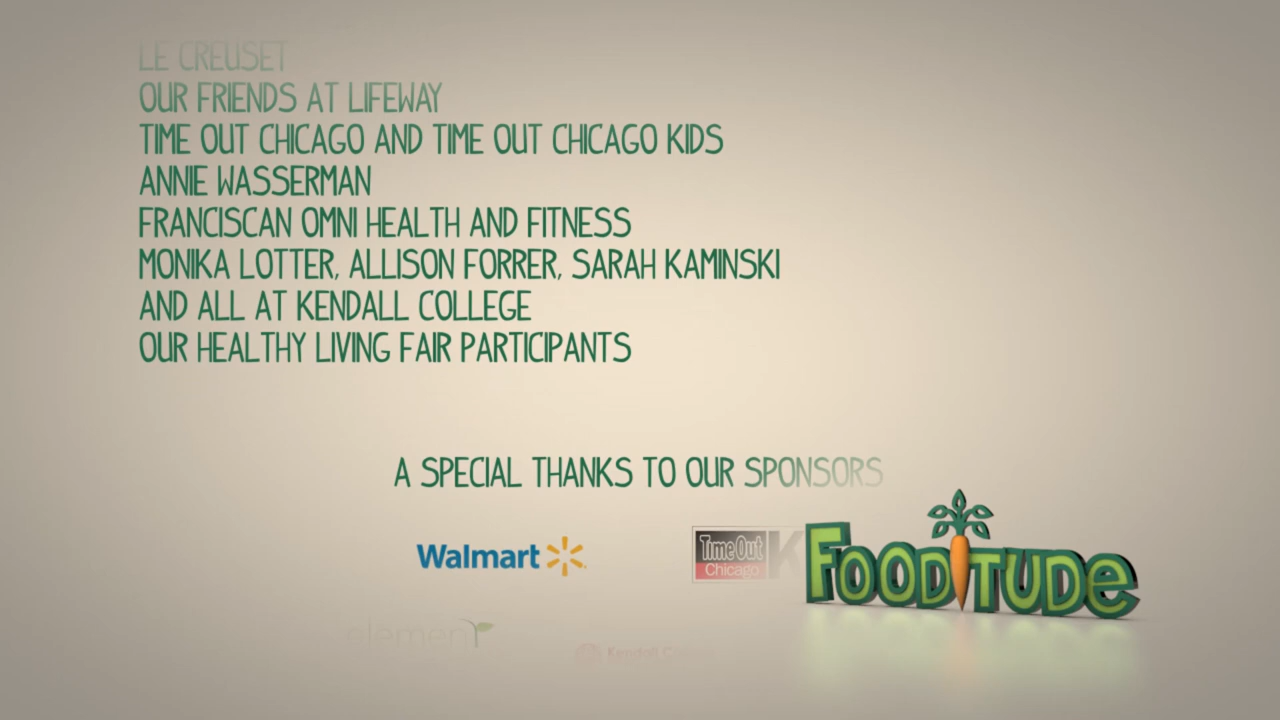 LE CREUSET
OUR FRIENDS AT LIFEWAY
TIME OUT CHICAGO AND TIME OUT CHICAGO KIDS
ANNIE WASSERMAN
FRANCISCAN OMNI HEALTH AND FITNESS
MONIKA LOTTER, ALLISON FORRER, SARAH KAMINSKI
AND ALL AT KENDALL COLLEGE
OUR HEALTHY LIVING FAIR PARTICIPANTS
A SPECIAL THANKS TO OUR SPONSORS
Walmart
Time Out
Chicago
FOODITUDE
Kendall